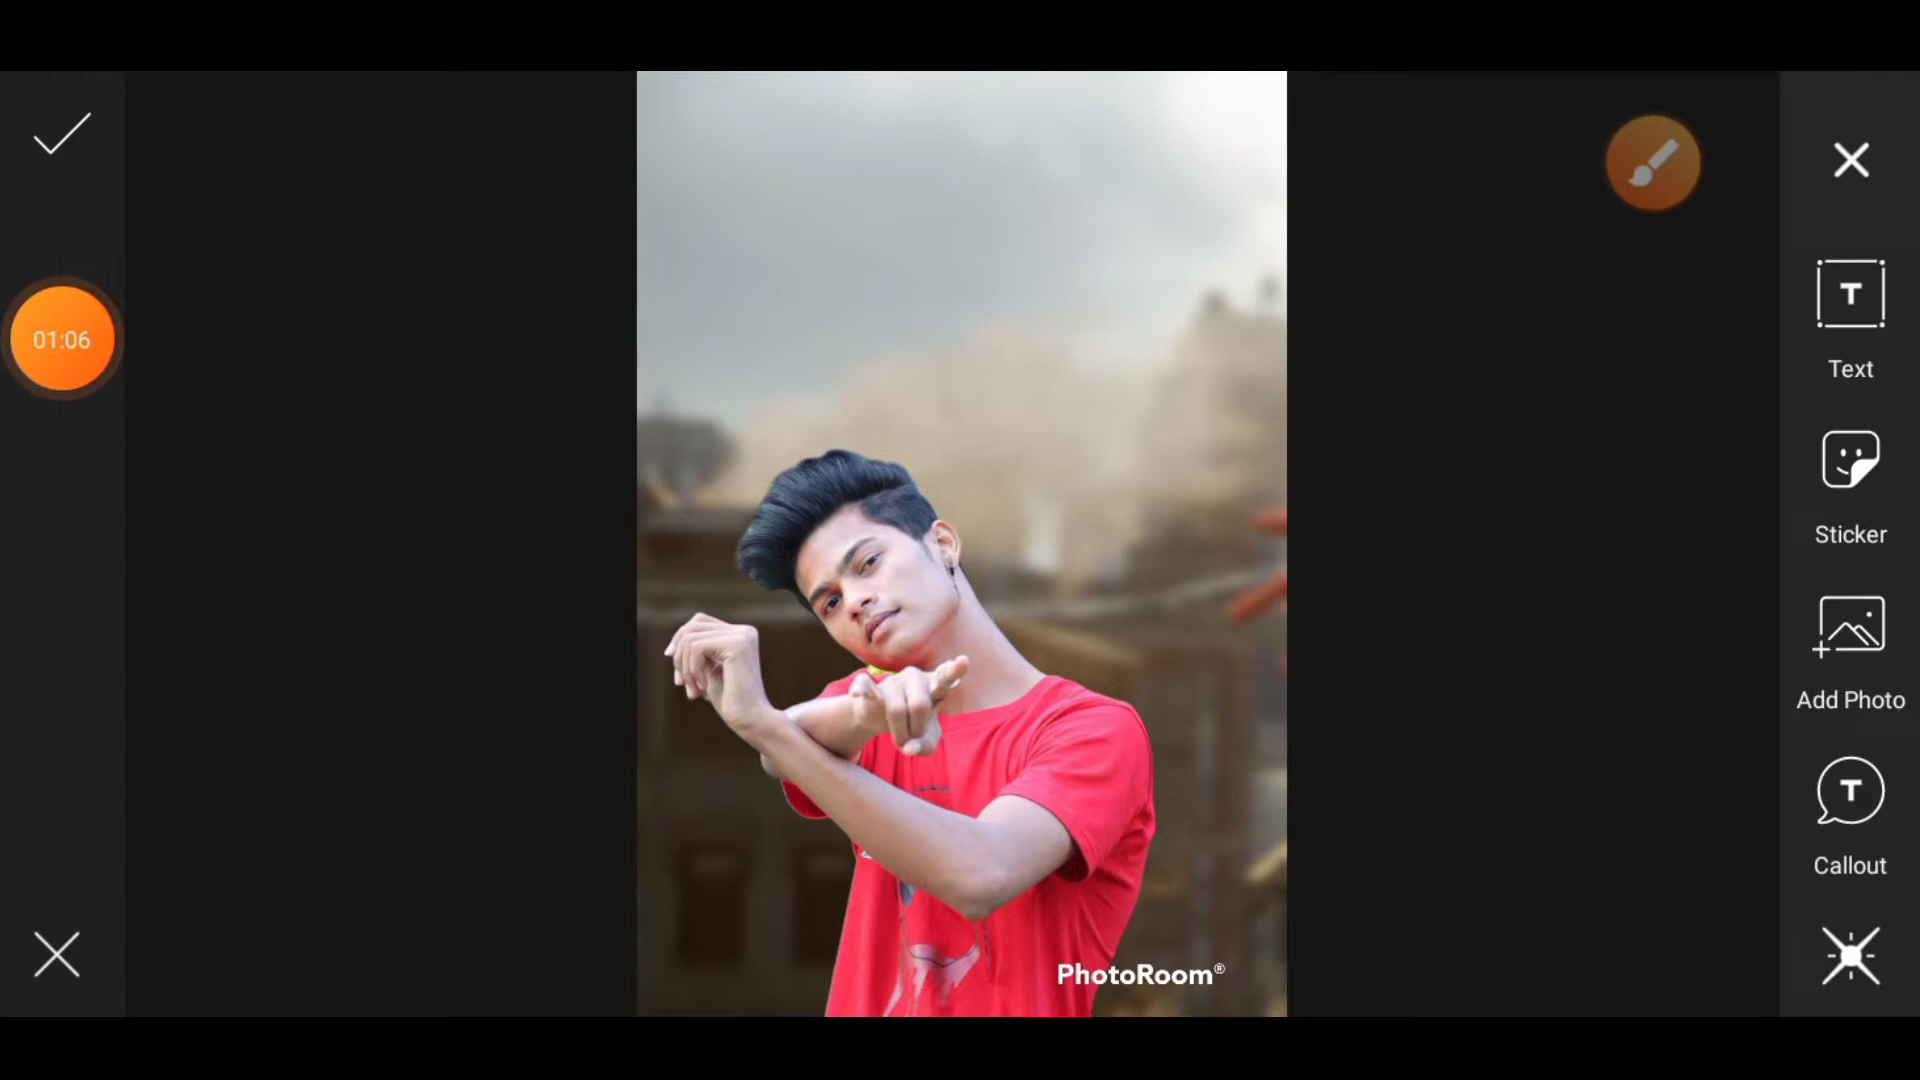 01:06
T
Text
Sticker
Add Photo
T
Callout
PhotoRoom®